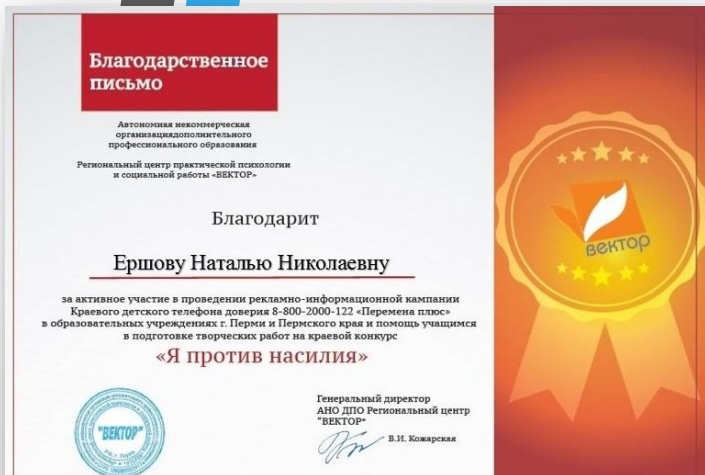 Благодарственное
письмо
Автономная некоммерческая
организациядополнительного
профессионального образования
Региональный центр практической психологии
и социальной работы «ВЕКТОР»
Благодарит
Ершову Наталью Николаевну
за активное участие в проведении рекламно-информационной кампании
Краевого детского телефона доверия 8-800-2000-122 «Перемена плюс»
в образовательных учреждениях г. Перми и Пермского края и помощь учащимся
в подготовке творческих работ на краевой конкурс
«Я против насилия»
Генеральный директор
АНО ДПО Региональный центр
"ВЕКТОР"
В.И. Кожарская
"ВЕКТОР"
вектор